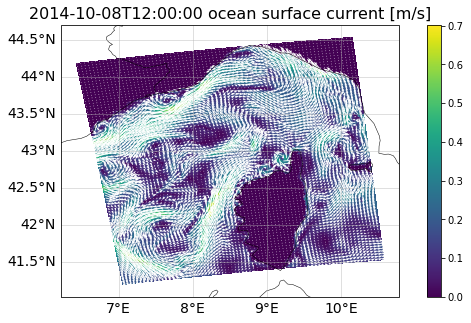 2014-10-08T12:00:00 ocean surface current [m/s]
44.5°N
44°N
43.5°N
43°N
42.5°N
42°N
41.5°N
7°E 8°E 9°E 10°E
0.7
0.6
0.5
0.4
0.3
0.2
0.1
0.0